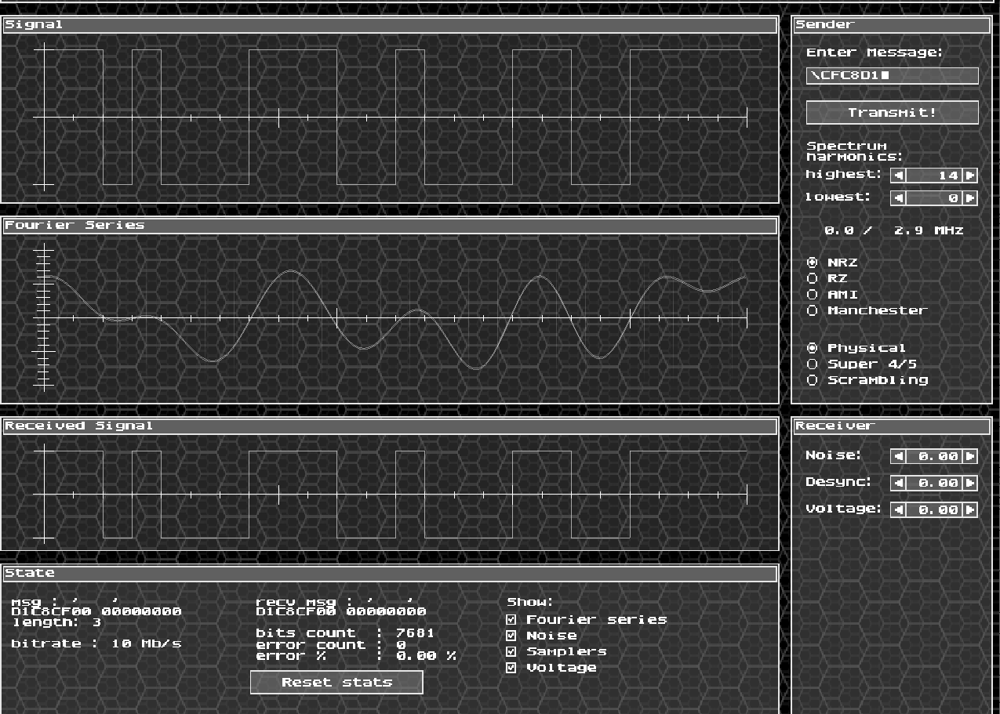 Signal
Sender
Enter Message:
\CFC8D1
Transmit!
Spectrum
harmonics:
highest: 14
lowest: 0
0.0 / 2.9 MHz
NRZ
RZ
AMI
Manchester
Physical
Super 4/5
Scrambling
Fourier Series
Received Signal
Receiver
Noise: 0.00
Desync: 0.00
Voltage: 0.00
State
msg : ' '
D1C8CF00 00000000
length: 3
bitrate : 10 Mb/s
recv msg : ' '
D1C8CF00 00000000
bits count : 7681
error count : 0
error % : 0.00 %
Reset stats
Show:
Fourier series
Noise
Samplers
Voltage